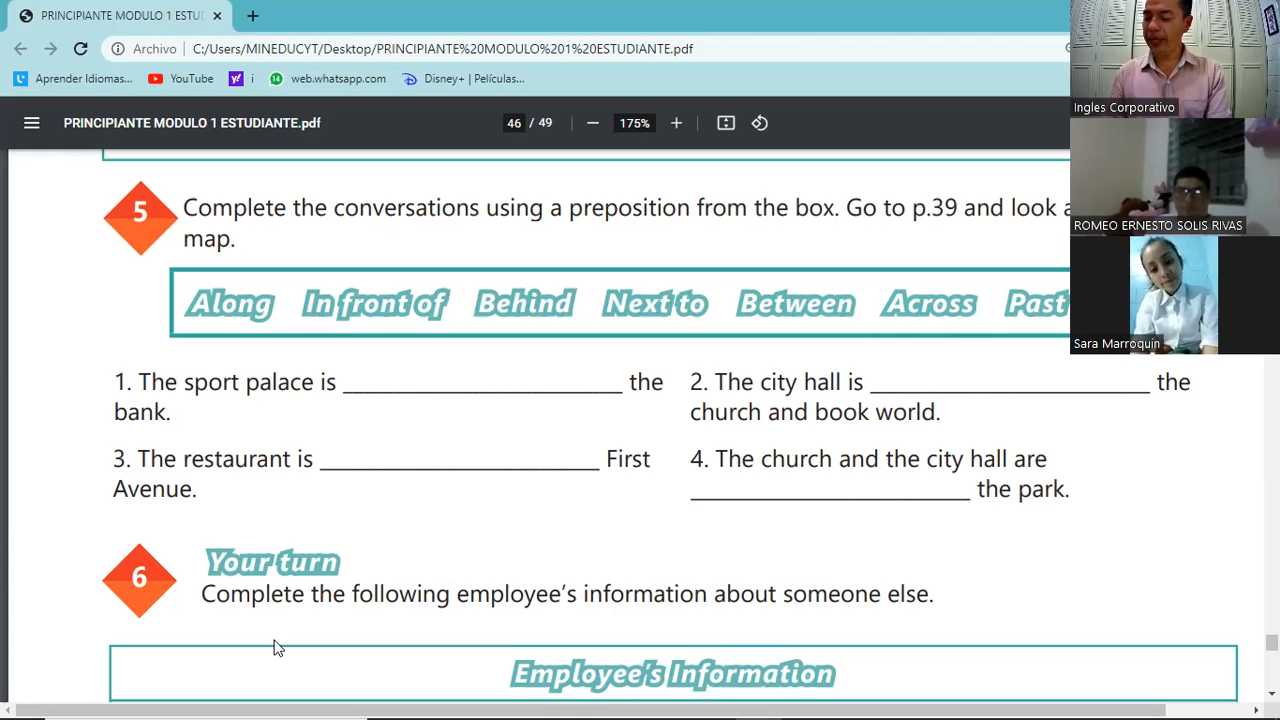 PRINCIPIANTE MODULO 1 ESTU
Archivo C:/Users/MINEDUCYT/Desktop/PRINCIPIANTE%20MODULO%201%20ESTUDIANTE.pdf
Aprender Idiomas... YouTube i web.whatsapp.com Disney+ | Películas...
PRINCIPIANTE MODULO 1 ESTUDIANTE.pdf 46 / 49 175%
Ingles Corporativo
ROMEO ERNESTO SOLIS RIVAS
Sara Marroquin
5 Complete the conversations using a preposition from the box. Go to p.39 and look
map.
Along In front of Behind Next to Between Across Past
1. The sport palace is ______________________ the
bank.
2. The city hall is ______________________ the
church and book world.
3. The restaurant is ______________________ First
Avenue.
4. The church and the city hall are
______________________ the park.
6 Your turn
Complete the following employee's information about someone else.
Employee's Information